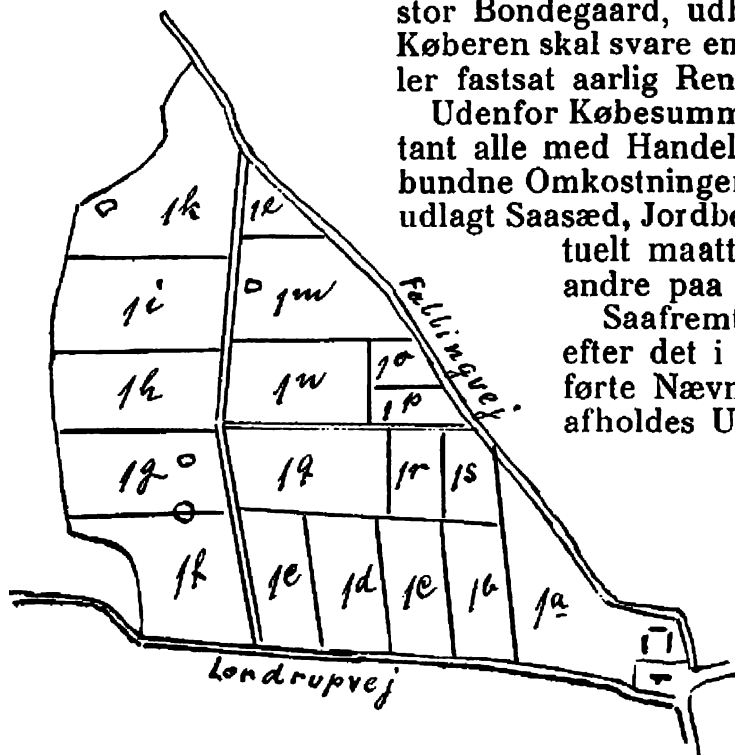 stor Bondegaard, udl
Køberen skal svare en
ler fastsat aarlig Ren
Udenfor Købesumm
tant alle med Handel
bundne Omkostninger
udlagt Saasæd, Jordbe
tuelt maatt
andre paa
Saafremt
efter det i
førte Nævn
afholdes U
Fallingvej
1k
1l
1i
1m
1h
1n
1o
1p
1g
1q
1r
1s
1f
1e
1d
1c
1b
1a
Londrupvej